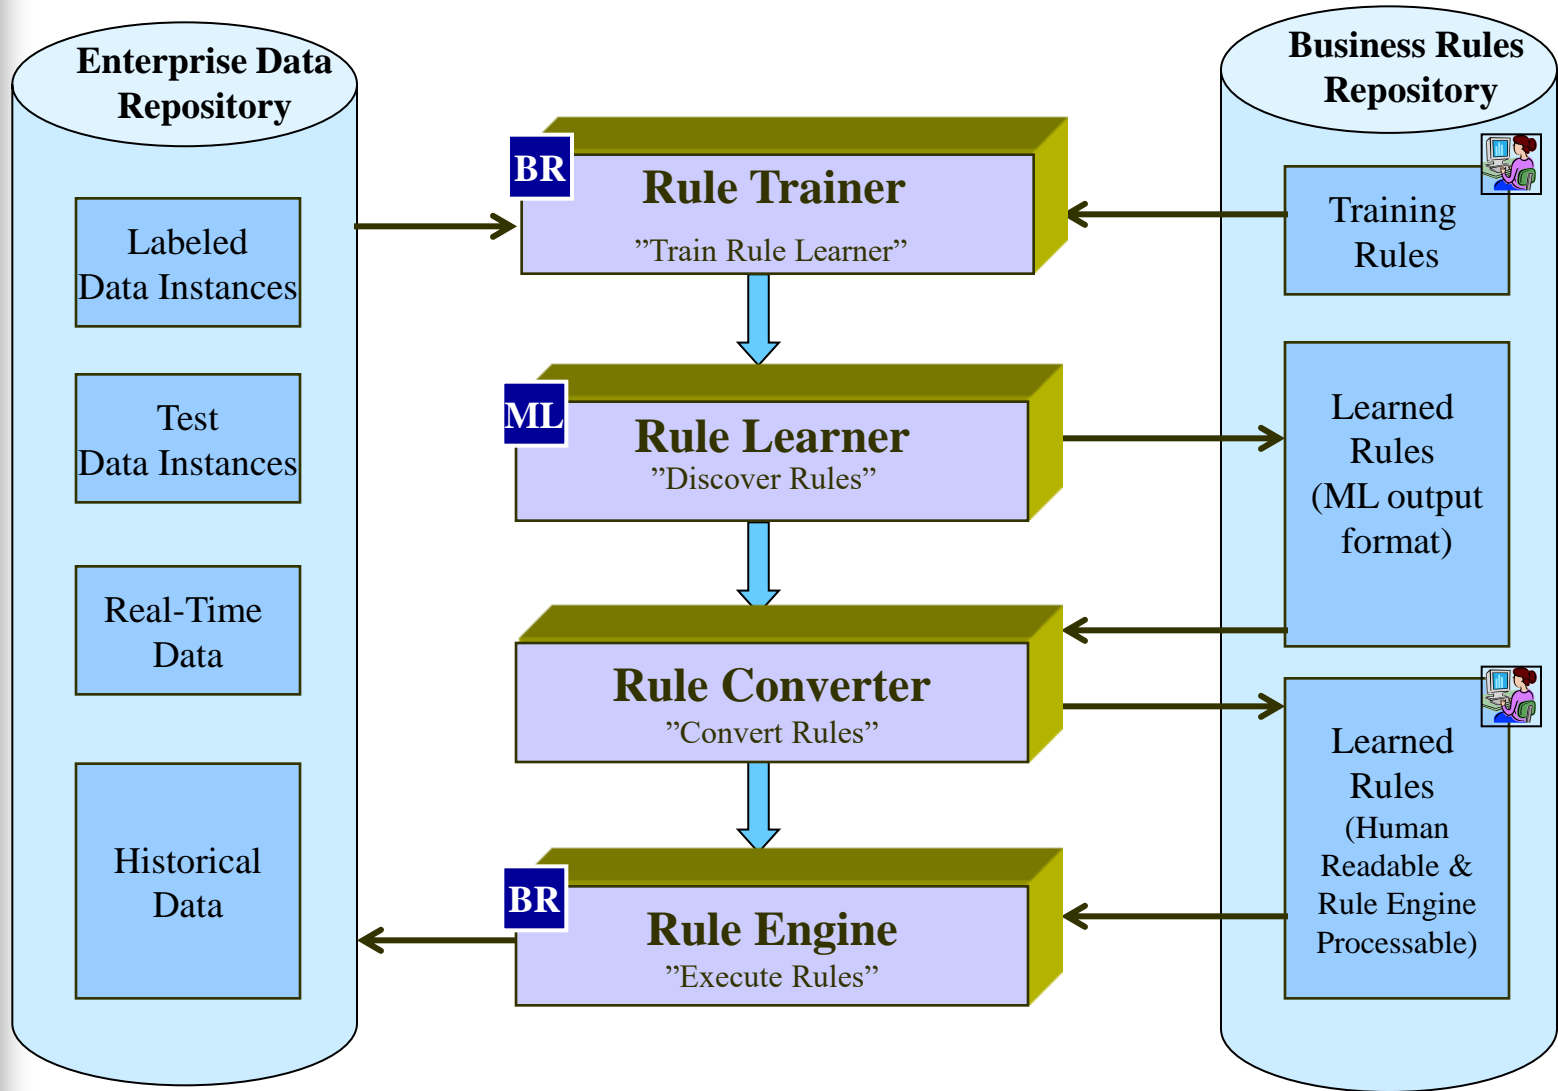 Enterprise Data
Repository
Labeled
Data Instances
Test
Data Instances
Real-Time
Data
Historical
Data
BR
Rule Trainer
”Train Rule Learner”
ML
Rule Learner
”Discover Rules”
Rule Converter
”Convert Rules”
BR
Rule Engine
”Execute Rules”
Business Rules
Repository
Training
Rules
Learned
Rules
(ML output
format)
Learned
Rules
(Human
Readable &
Rule Engine
Processable)